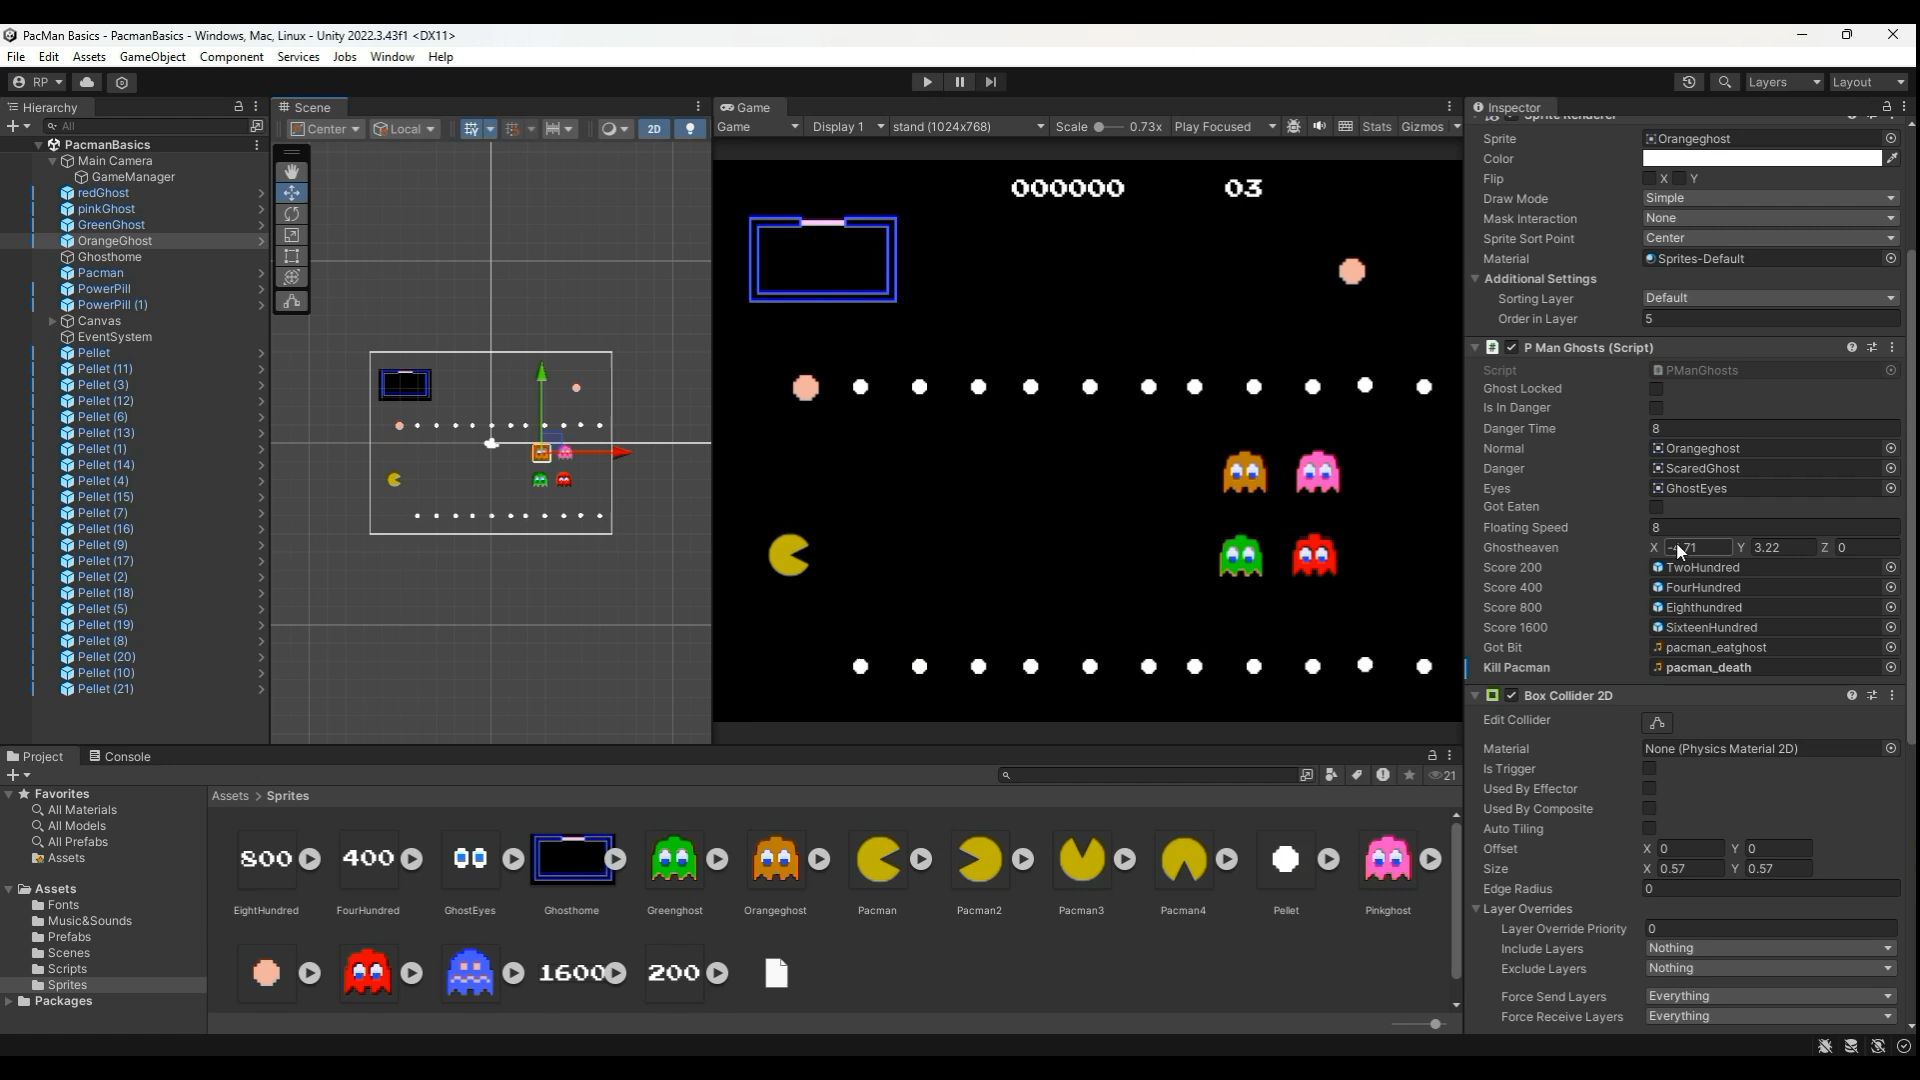 PacMan Basics - PacmanBasics - Windows, Mac, Linux - Unity 2022.3.43f1 <DX11>
File Edit Assets GameObject Component Services Jobs Window Help
RP Layers Layout
Hierarchy
All
PacmanBasics
Main Camera
GameManager
redGhost
pinkGhost
GreenGhost
OrangeGhost
Ghosthome
Pacman
PowerPill
PowerPill (1)
Canvas
EventSystem
Pellet
Pellet (11)
Pellet (3)
Pellet (12)
Pellet (6)
Pellet (13)
Pellet (1)
Pellet (14)
Pellet (4)
Pellet (15)
Pellet (7)
Pellet (16)
Pellet (9)
Pellet (17)
Pellet (2)
Pellet (18)
Pellet (5)
Pellet (19)
Pellet (8)
Pellet (20)
Pellet (10)
Pellet (21)
Scene
Center Local 2D
Game
Game Display 1 stand (1024x768) Scale 0.73x Play Focused Stats Gizmos
000000 03
Inspector
Sprite Renderer
Sprite Orangeghost
Color
Flip X Y
Draw Mode Simple
Mask Interaction None
Sprite Sort Point Center
Material Sprites-Default
Additional Settings
Sorting Layer Default
Order in Layer 5
P Man Ghosts (Script)
Script PManGhosts
Ghost Locked
Is In Danger
Danger Time 8
Normal Orangeghost
Danger ScaredGhost
Eyes GhostEyes
Got Eaten
Floating Speed 8
Ghostheaven X Y 3.22 Z 0
Score 200 TwoHundred
Score 400 FourHundred
Score 800 Eighthundred
Score 1600 SixteenHundred
Got Bit pacman_eatghost
Kill Pacman pacman_death
Box Collider 2D
Edit Collider
Material None (Physics Material 2D)
Is Trigger
Used By Effector
Used By Composite
Auto Tiling
Offset X 0 Y 0
Size X 0.57 Y 0.57
Edge Radius 0
Layer Overrides
Layer Override Priority 0
Include Layers Nothing
Exclude Layers Nothing
Force Send Layers Everything
Force Receive Layers Everything
Project Console
21
Favorites
All Materials
All Models
All Prefabs
Assets
Assets
Fonts
Music&Sounds
Prefabs
Scenes
Scripts
Sprites
Packages
Assets > Sprites
800 400
EightHundred FourHundred GhostEyes Ghosthome Greenghost Orangeghost Pacman Pacman2 Pacman3 Pacman4 Pellet Pinkghost
1600 200